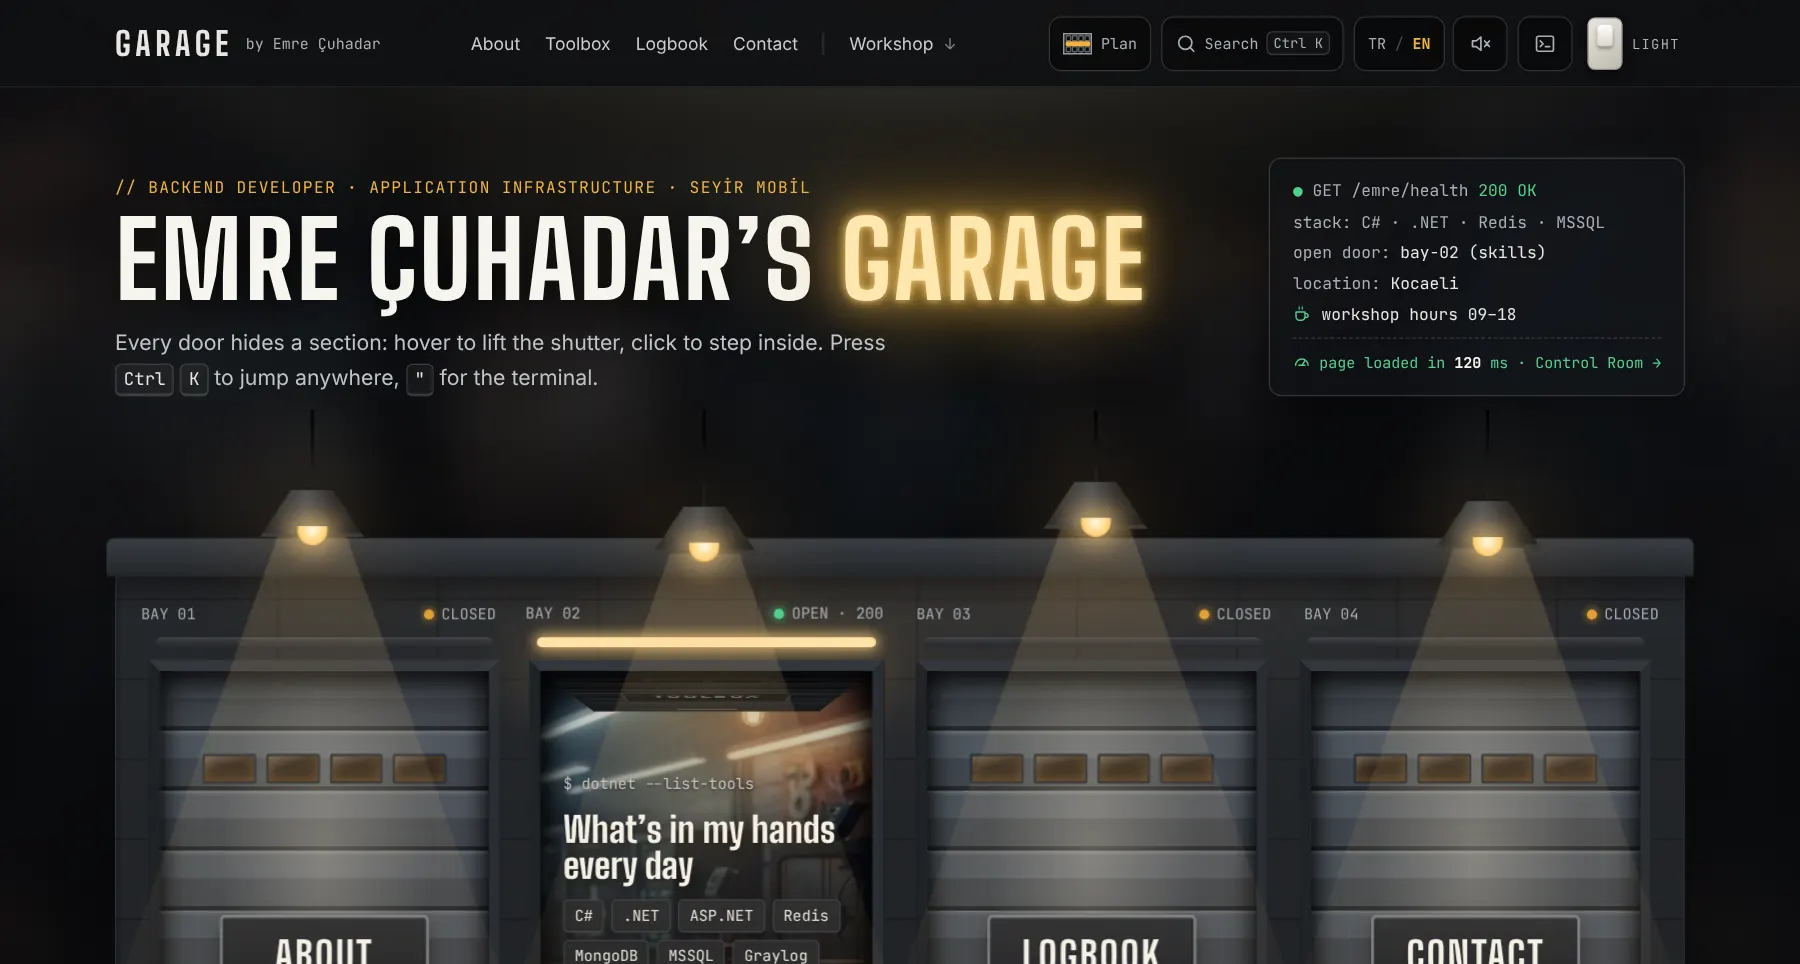 GARAGE by Emre Çuhadar
About Toolbox Logbook Contact Workshop ↓
Plan
Search Ctrl K
TR / EN
LIGHT
// BACKEND DEVELOPER · APPLICATION INFRASTRUCTURE · SEYİR MOBİL
EMRE ÇUHADAR’S GARAGE
Every door hides a section: hover to lift the shutter, click to step inside. Press
Ctrl K to jump anywhere, " for the terminal.
GET /emre/health 200 OK
stack: C# · .NET · Redis · MSSQL
open door: bay-02 (skills)
location: Kocaeli
workshop hours 09–18
page loaded in 120 ms · Control Room →
BAY 01 CLOSED
BAY 02 OPEN · 200
BAY 03 CLOSED
BAY 04 CLOSED
$ dotnet --list-tools
What’s in my hands
every day
C# .NET ASP.NET Redis
MongoDB MSSQL Graylog
ABOUT
LOGBOOK
CONTACT